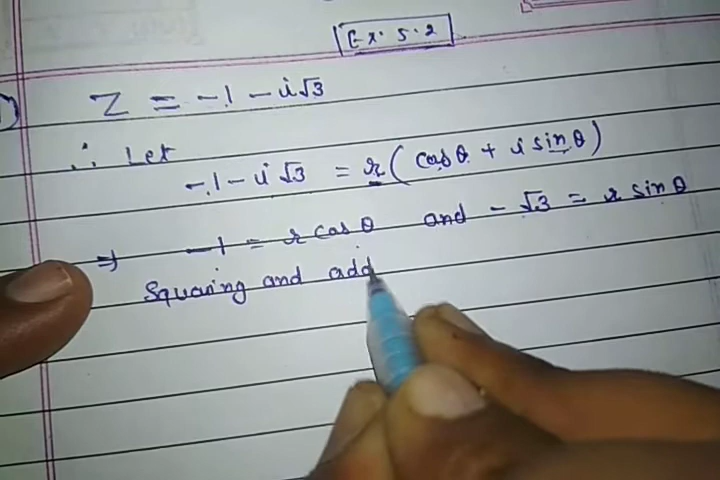 Ex. 5.2
Z = -1 - i√3
∴ Let
-1 - i√3 = r (cosθ + i sinθ)
⇒ -1 = r cosθ and -√3 = r sinθ
Squaring and add